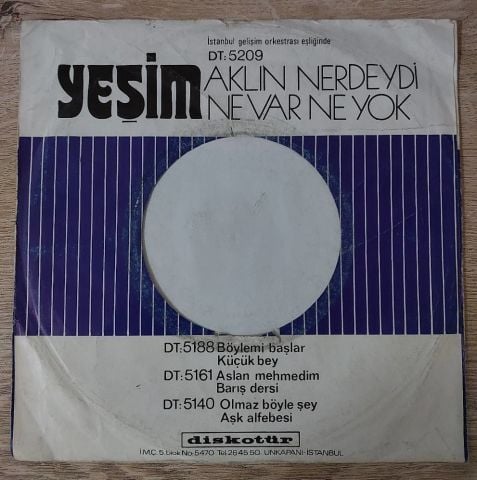 İstanbul gelişim orkestrası eşliğinde
DT: 5209
YEŞİM AKLIN NERDEYDİ
NE VAR NE YOK
DT:5188 Böylemi başlar
Küçük bey
DT:5161 Aslan mehmedim
Barış dersi
DT:5140 Olmaz böyle şey
Aşk alfebesi
diskotür
İ.M.Ç. 5. blok No: 5470 Tel. 26 45 50. UNKAPANI-İSTANBUL